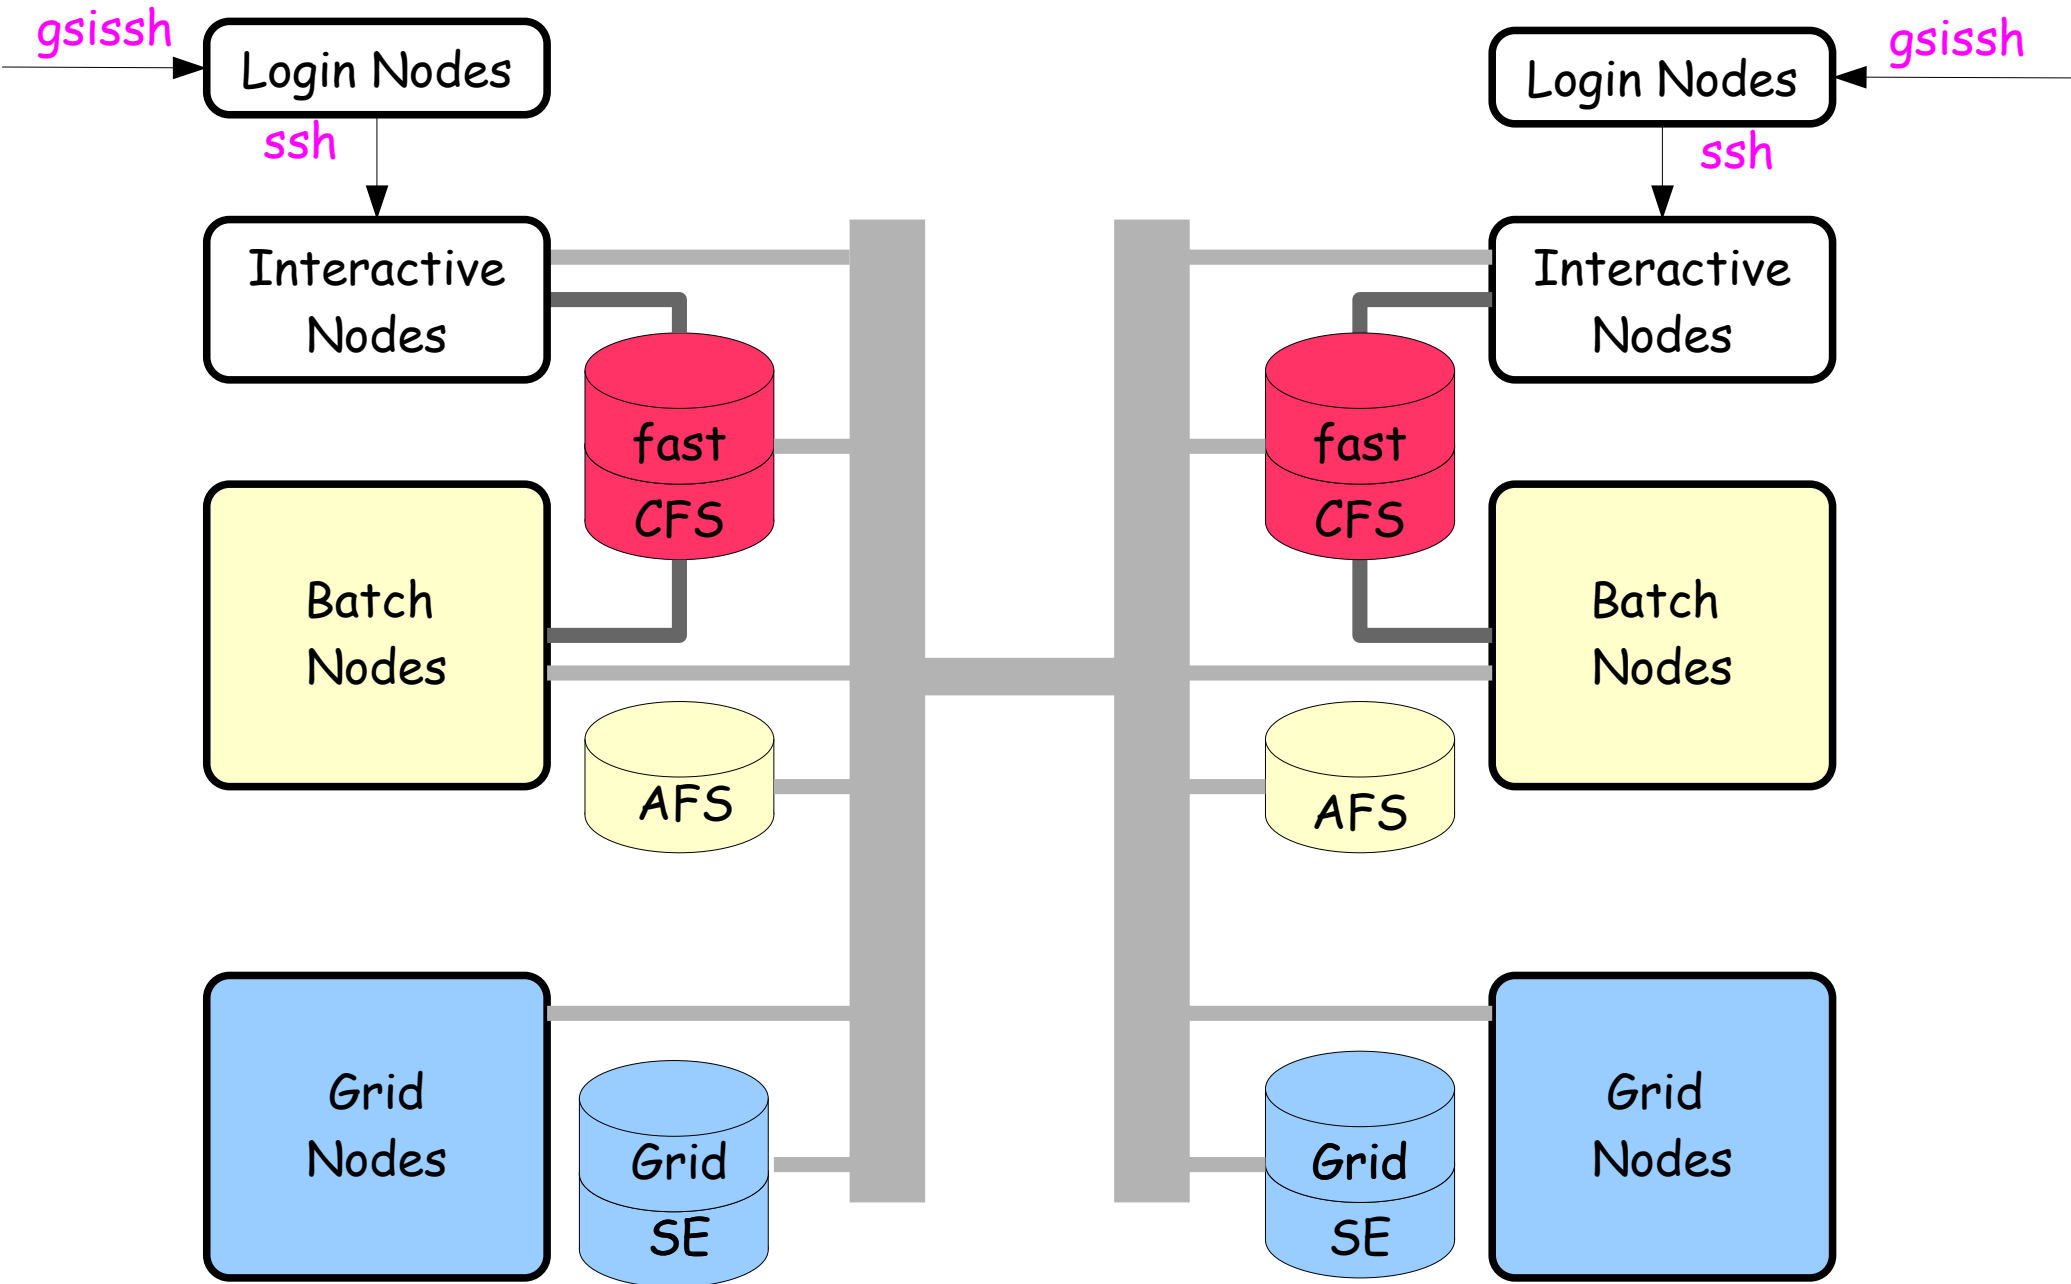 gsissh
Login Nodes
ssh
Interactive
Nodes
fast
CFS
Batch
Nodes
AFS
Grid
Nodes
Grid
SE
gsissh
Login Nodes
ssh
Interactive
Nodes
fast
CFS
Batch
Nodes
AFS
Grid
Nodes
Grid
SE